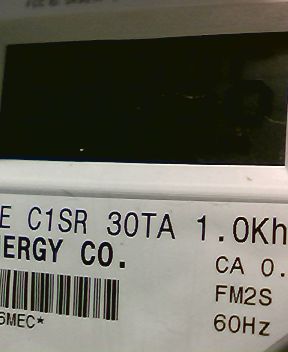 E C1SR 30TA 1.0Kh
ERGY CO.
CA 0.
FM2S
6MEC*
60Hz